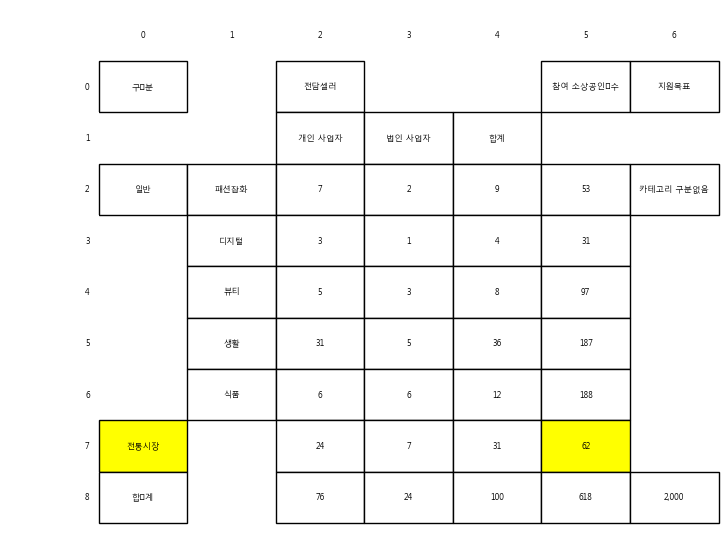 0 1 2 3 4 5 6
0 구▯분 전담셀러 참여 소상공인▯수 지원목표
1 개인 사업자 법인 사업자 합계
2 일반 패션잡화 7 2 9 53 카테고리 구분없음
3 디지털 3 1 4 31
4 뷰티 5 3 8 97
5 생활 31 5 36 187
6 식품 6 6 12 188
7 전통시장 24 7 31 62
8 합▯계 76 24 100 618 2,000